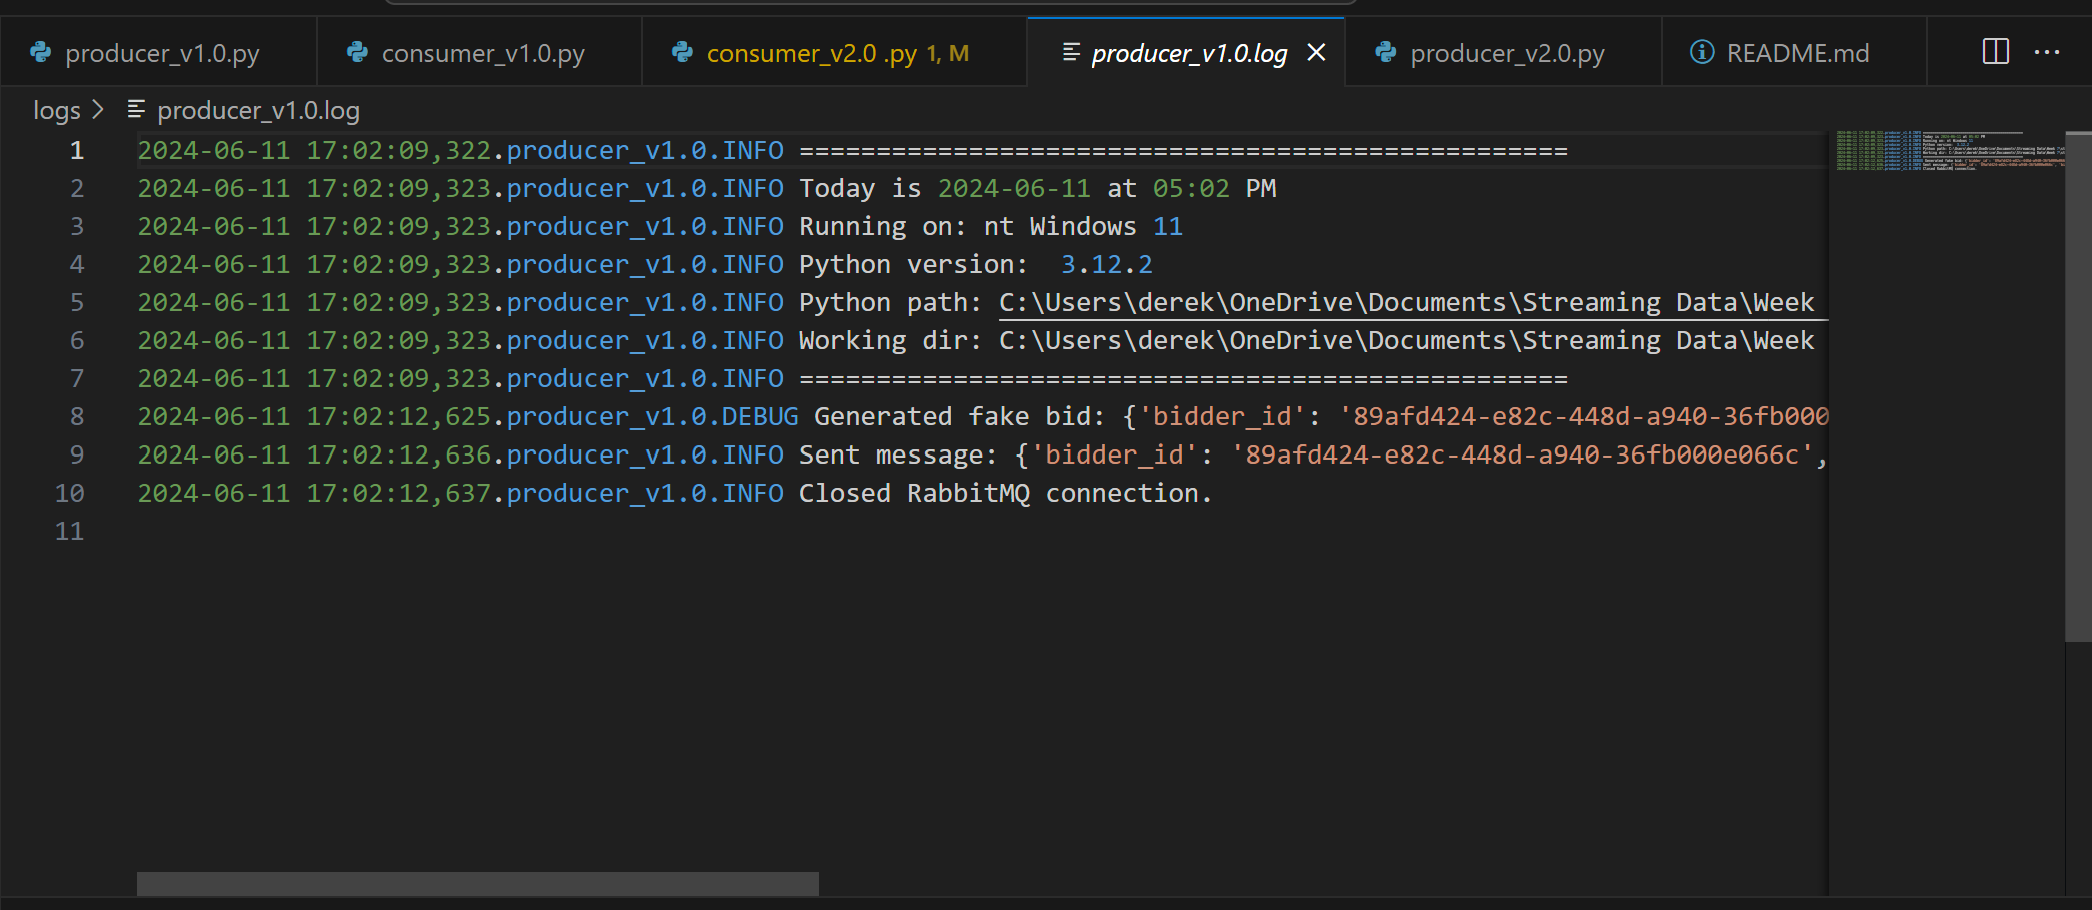 producer_v1.0.py consumer_v1.0.py consumer_v2.0 .py 1, M producer_v1.0.log producer_v2.0.py README.md
logs > producer_v1.0.log
1 2024-06-11 17:02:09,322.producer_v1.0.INFO ==================================================
2 2024-06-11 17:02:09,323.producer_v1.0.INFO Today is 2024-06-11 at 05:02 PM
3 2024-06-11 17:02:09,323.producer_v1.0.INFO Running on: nt Windows 11
4 2024-06-11 17:02:09,323.producer_v1.0.INFO Python version:  3.12.2
5 2024-06-11 17:02:09,323.producer_v1.0.INFO Python path: C:\Users\derek\OneDrive\Documents\Streaming Data\Week
6 2024-06-11 17:02:09,323.producer_v1.0.INFO Working dir: C:\Users\derek\OneDrive\Documents\Streaming Data\Week
7 2024-06-11 17:02:09,323.producer_v1.0.INFO ==================================================
8 2024-06-11 17:02:12,625.producer_v1.0.DEBUG Generated fake bid: {'bidder_id': '89afd424-e82c-448d-a940-36fb000
9 2024-06-11 17:02:12,636.producer_v1.0.INFO Sent message: {'bidder_id': '89afd424-e82c-448d-a940-36fb000e066c',
10 2024-06-11 17:02:12,637.producer_v1.0.INFO Closed RabbitMQ connection.
11